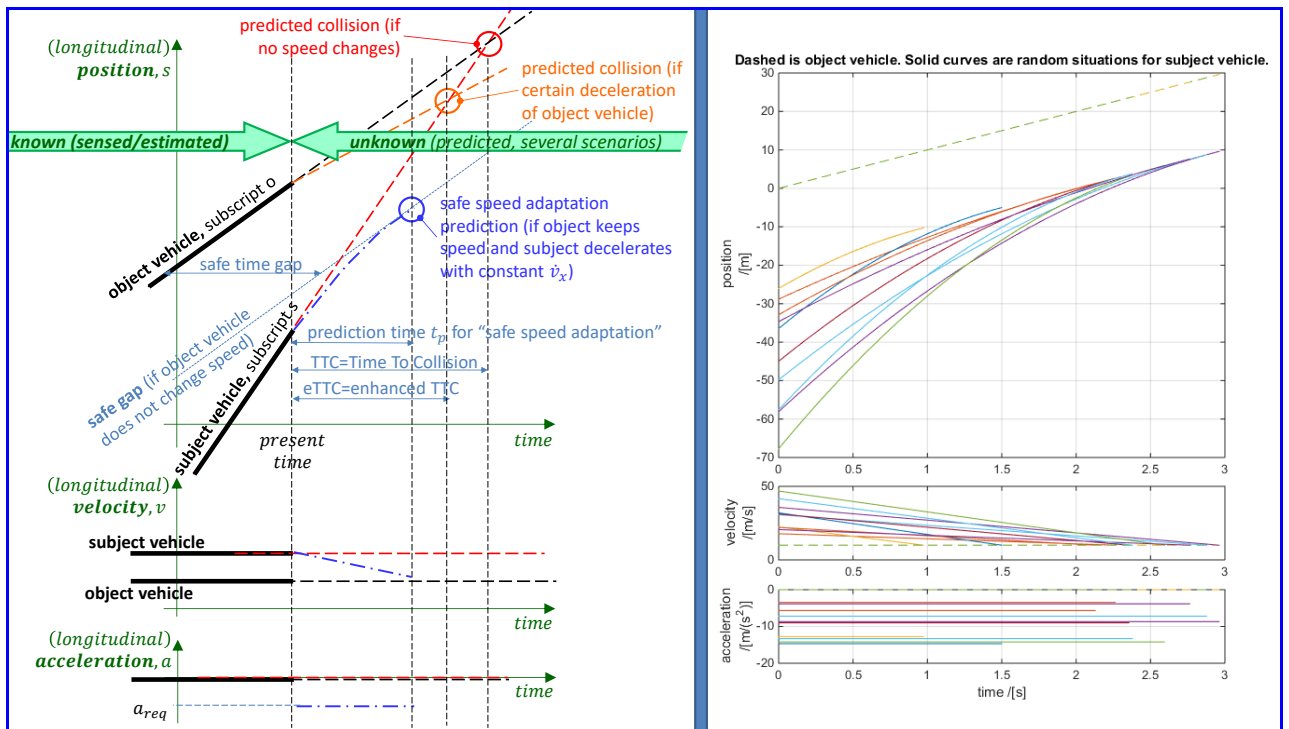 predicted collision (if
no speed changes)
(longitudinal)
position, s
predicted collision (if
certain deceleration
of object vehicle)
known (sensed/estimated)
unknown (predicted, several scenarios)
object vehicle, subscript o
safe time gap
safe speed adaptation
prediction (if object keeps
speed and subject decelerates
with constant v̇ₓ)
safe gap (if object vehicle
does not change speed)
subject vehicle, subscript s
prediction time tₚ for “safe speed adaptation”
TTC=Time To Collision
eTTC=enhanced TTC
present
time
time
(longitudinal)
velocity, v
subject vehicle
object vehicle
time
(longitudinal)
acceleration, a
time
a_req
Dashed is object vehicle. Solid curves are random situations for subject vehicle.
position
/[m]
30
20
10
0
-10
-20
-30
-40
-50
-60
-70
0 0.5 1 1.5 2 2.5 3
velocity
/[m/s]
50
0
0 0.5 1 1.5 2 2.5 3
acceleration
/[m/(s²)]
0
-10
-20
0 0.5 1 1.5 2 2.5 3
time /[s]